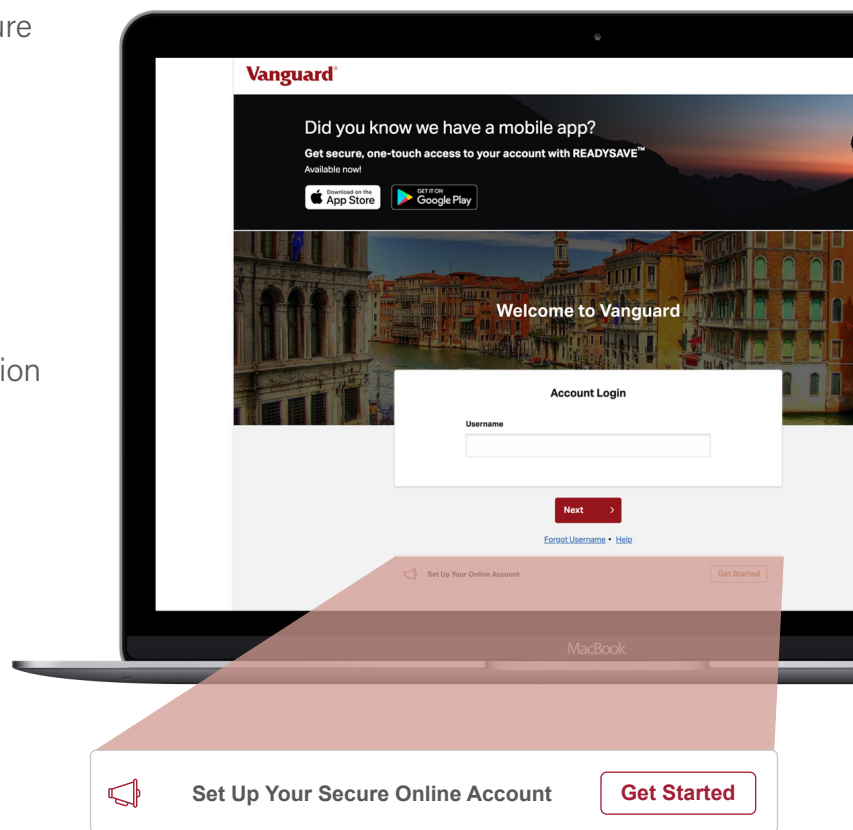 ure
ion
Vanguard®
Did you know we have a mobile app?
Get secure, one-touch access to your account with READYSAVE™
Available now!
Download on the
App Store
GET IT ON
Google Play
Welcome to Vanguard
Account Login
Username
Next >
Forgot Username • Help
Set Up Your Online Account
Get Started
MacBook
Set Up Your Secure Online Account
Get Started